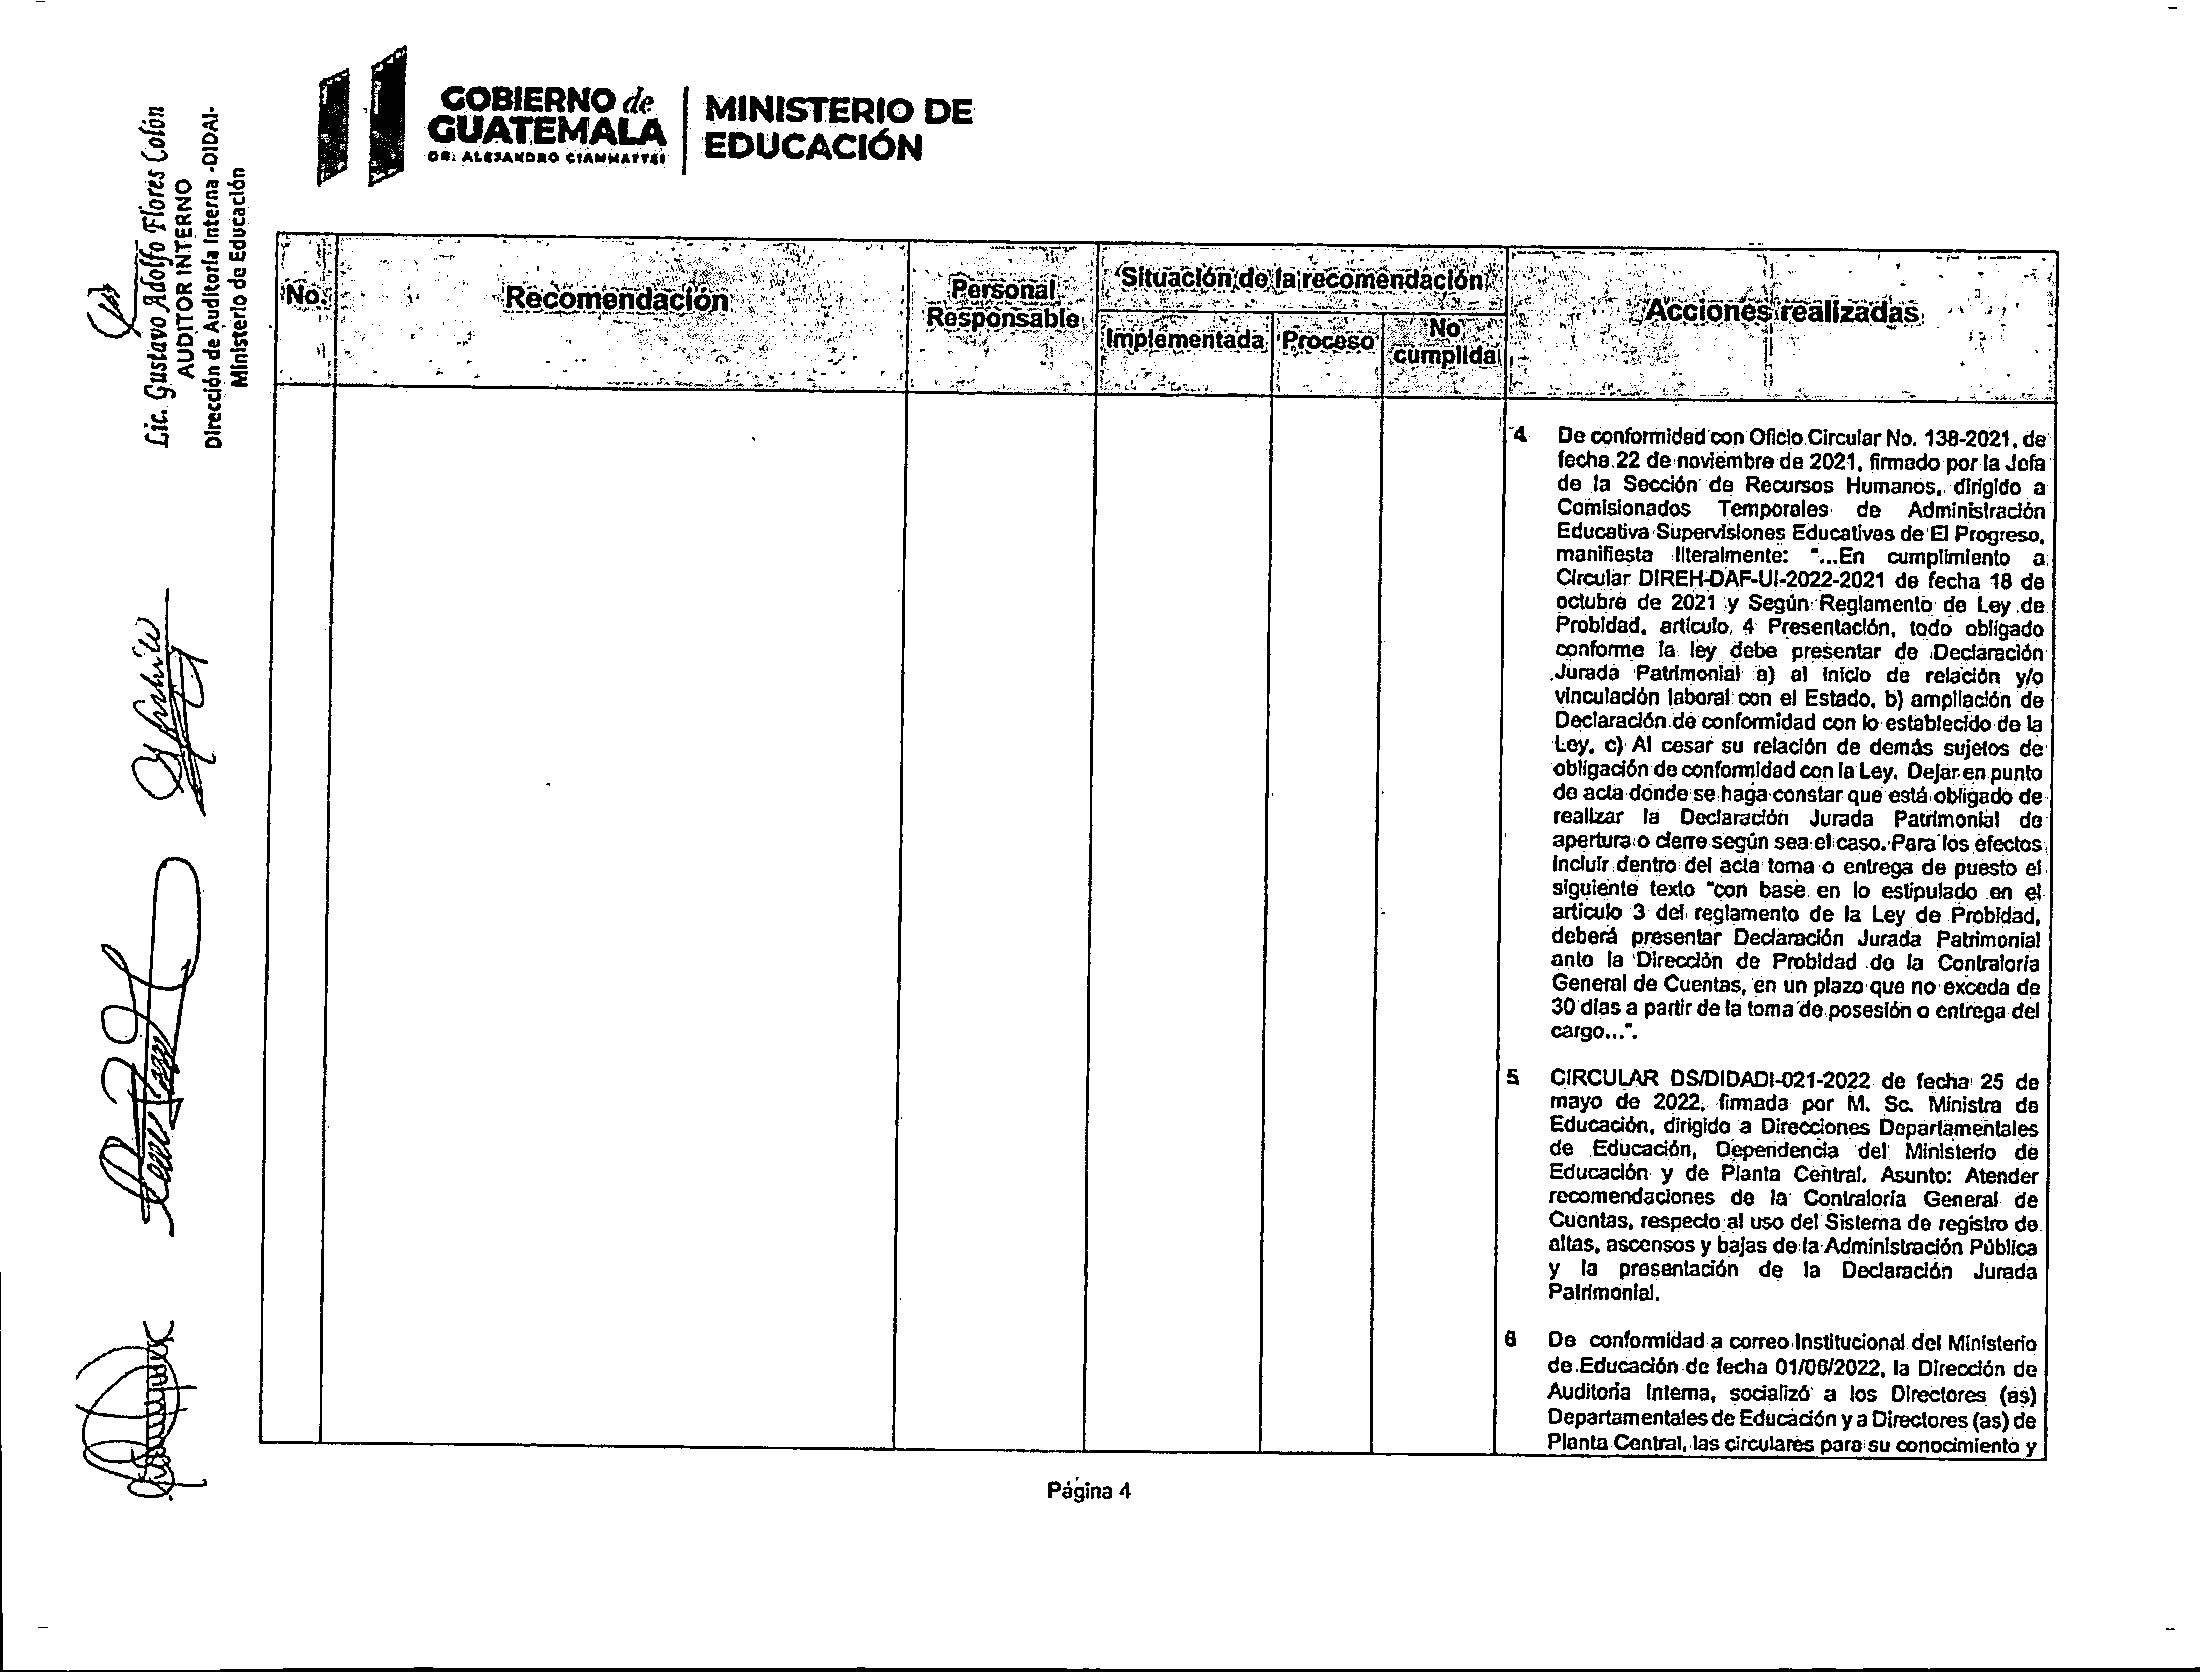 GOBIERNO de
GUATEMALA
DR. ALEJANDRO GIAMMATTEI
MINISTERIO DE
EDUCACIÓN
Lic. Gustavo Adolfo Flores Colón
AUDITOR INTERNO
Dirección de Auditoría Interna -DIDAI-
Ministerio de Educación
No.
Recomendación
Personal
Responsable
Situación de la recomendación
Implementada
Proceso
No
cumplida
Acciones realizadas
4 De conformidad con Oficio Circular No. 138-2021, de
fecha 22 de noviembre de 2021, firmado por la Jefa
de la Sección de Recursos Humanos, dirigido a
Comisionados Temporales de Administración
Educativa Supervisiones Educativas de El Progreso,
manifiesta literalmente: "...En cumplimiento a
Circular DIREH-DAF-UI-2022-2021 de fecha 18 de
octubre de 2021 y Según Reglamento de Ley de
Probidad, artículo 4 Presentación, todo obligado
conforme la ley debe presentar de Declaración
Jurada Patrimonial a) al inicio de relación y/o
vinculación laboral con el Estado, b) ampliación de
Declaración de conformidad con lo establecido de la
Ley, c) Al cesar su relación de demás sujetos de
obligación de conformidad con la Ley. Dejar en punto
de acta donde se haga constar que está obligado de
realizar la Declaración Jurada Patrimonial de
apertura o cierre según sea el caso. Para los efectos
incluir dentro del acta toma o entrega de puesto el
siguiente texto "con base en lo estipulado en el
artículo 3 del reglamento de la Ley de Probidad,
deberá presentar Declaración Jurada Patrimonial
ante la Dirección de Probidad de la Contraloría
General de Cuentas, en un plazo que no exceda de
30 días a partir de la toma de posesión o entrega del
cargo...".
5 CIRCULAR DS/DIDADI-021-2022 de fecha 25 de
mayo de 2022, firmada por M. Sc. Ministra de
Educación, dirigido a Direcciones Departamentales
de Educación, Dependencia del Ministerio de
Educación y de Planta Central. Asunto: Atender
recomendaciones de la Contraloría General de
Cuentas, respecto al uso del Sistema de registro de
altas, ascensos y bajas de la Administración Pública
y la presentación de la Declaración Jurada
Patrimonial.
6 De conformidad a correo Institucional del Ministerio
de Educación de fecha 01/06/2022, la Dirección de
Auditoría Interna, socializó a los Directores (as)
Departamentales de Educación y a Directores (as) de
Planta Central, las circulares para su conocimiento y
Página 4